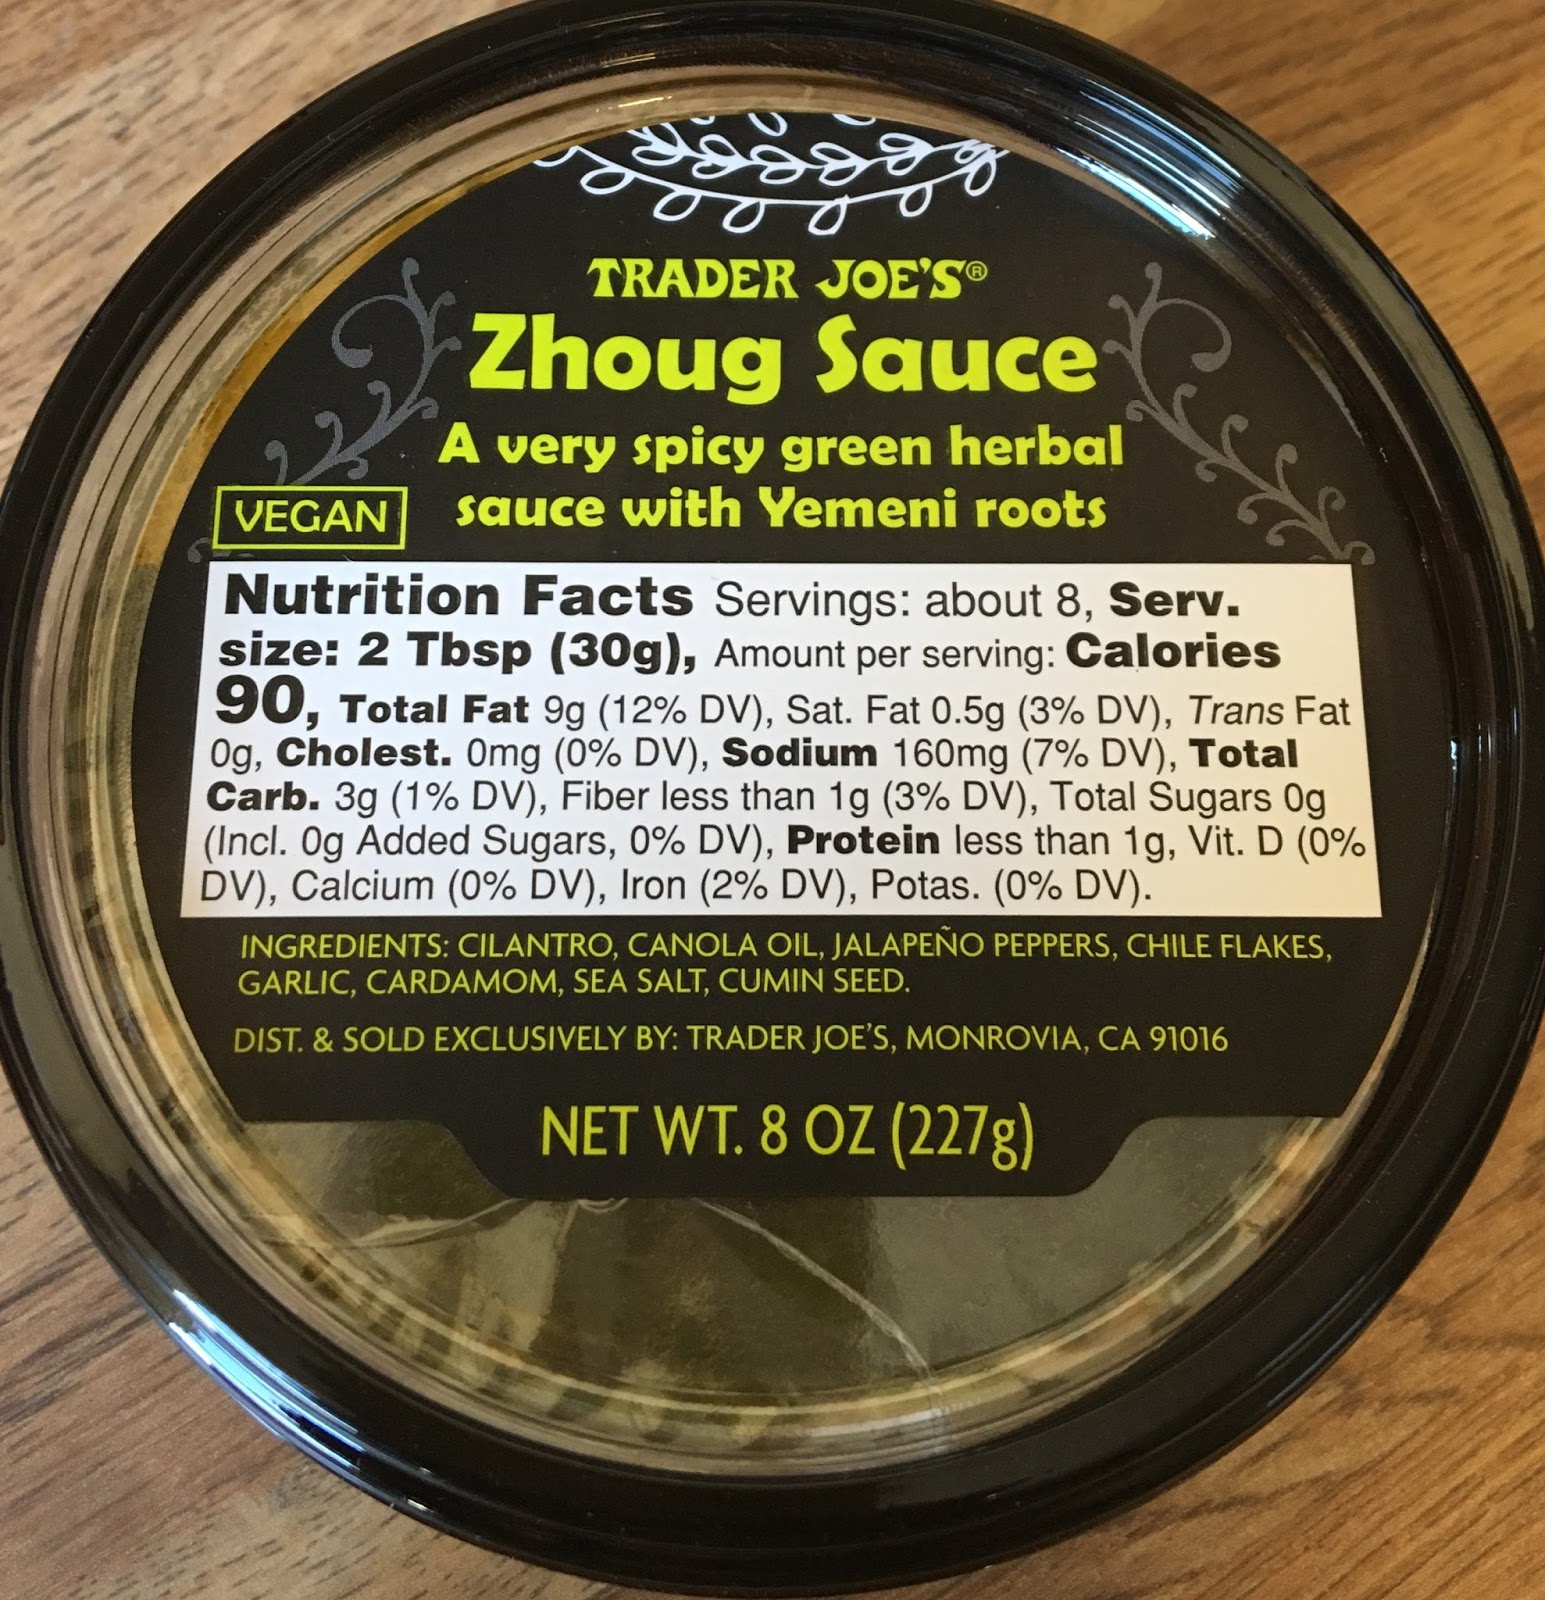 TRADER JOE'S®
Zhoug Sauce
A very spicy green herbal
sauce with Yemeni roots
VEGAN
Nutrition Facts Servings: about 8, Serv.
size: 2 Tbsp (30g), Amount per serving: Calories
90, Total Fat 9g (12% DV), Sat. Fat 0.5g (3% DV), Trans Fat
0g, Cholest. 0mg (0% DV), Sodium 160mg (7% DV), Total
Carb. 3g (1% DV), Fiber less than 1g (3% DV), Total Sugars 0g
(Incl. 0g Added Sugars, 0% DV), Protein less than 1g, Vit. D (0%
DV), Calcium (0% DV), Iron (2% DV), Potas. (0% DV).
INGREDIENTS: CILANTRO, CANOLA OIL, JALAPEÑO PEPPERS, CHILE FLAKES,
GARLIC, CARDAMOM, SEA SALT, CUMIN SEED.
DIST. & SOLD EXCLUSIVELY BY: TRADER JOE'S, MONROVIA, CA 91016
NET WT. 8 OZ (227g)